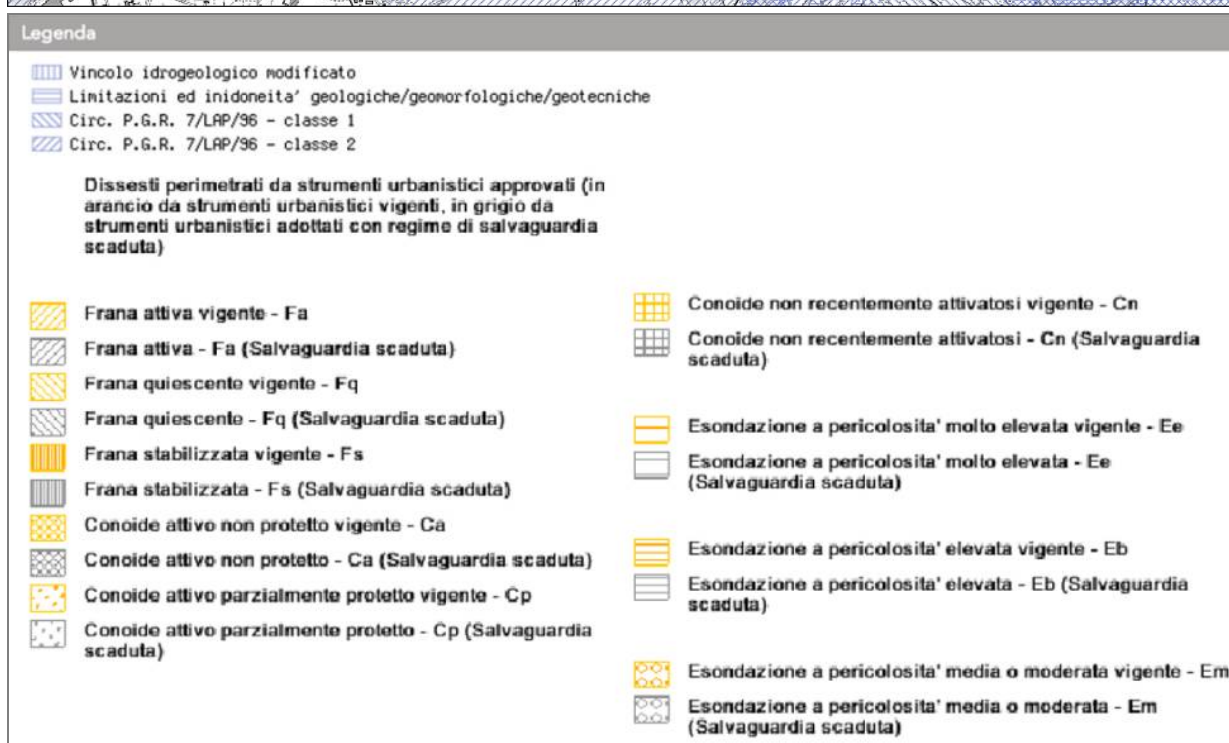 Legenda
Vincolo idrogeologico modificato
Limitazioni ed inidoneita' geologiche/geomorfologiche/geotecniche
Circ. P.G.R. 7/LAP/96 - classe 1
Circ. P.G.R. 7/LAP/96 - classe 2
Dissesti perimetrati da strumenti urbanistici approvati (in
arancio da strumenti urbanistici vigenti, in grigio da
strumenti urbanistici adottati con regime di salvaguardia
scaduta)
Frana attiva vigente - Fa
Frana attiva - Fa (Salvaguardia scaduta)
Frana quiescente vigente - Fq
Frana quiescente - Fq (Salvaguardia scaduta)
Frana stabilizzata vigente - Fs
Frana stabilizzata - Fs (Salvaguardia scaduta)
Conoide attivo non protetto vigente - Ca
Conoide attivo non protetto - Ca (Salvaguardia scaduta)
Conoide attivo parzialmente protetto vigente - Cp
Conoide attivo parzialmente protetto - Cp (Salvaguardia
scaduta)
Conoide non recentemente attivatosi vigente - Cn
Conoide non recentemente attivatosi - Cn (Salvaguardia
scaduta)
Esondazione a pericolosita' molto elevata vigente - Ee
Esondazione a pericolosita' molto elevata - Ee
(Salvaguardia scaduta)
Esondazione a pericolosita' elevata vigente - Eb
Esondazione a pericolosita' elevata - Eb (Salvaguardia
scaduta)
Esondazione a pericolosita' media o moderata vigente - Em
Esondazione a pericolosita' media o moderata - Em
(Salvaguardia scaduta)